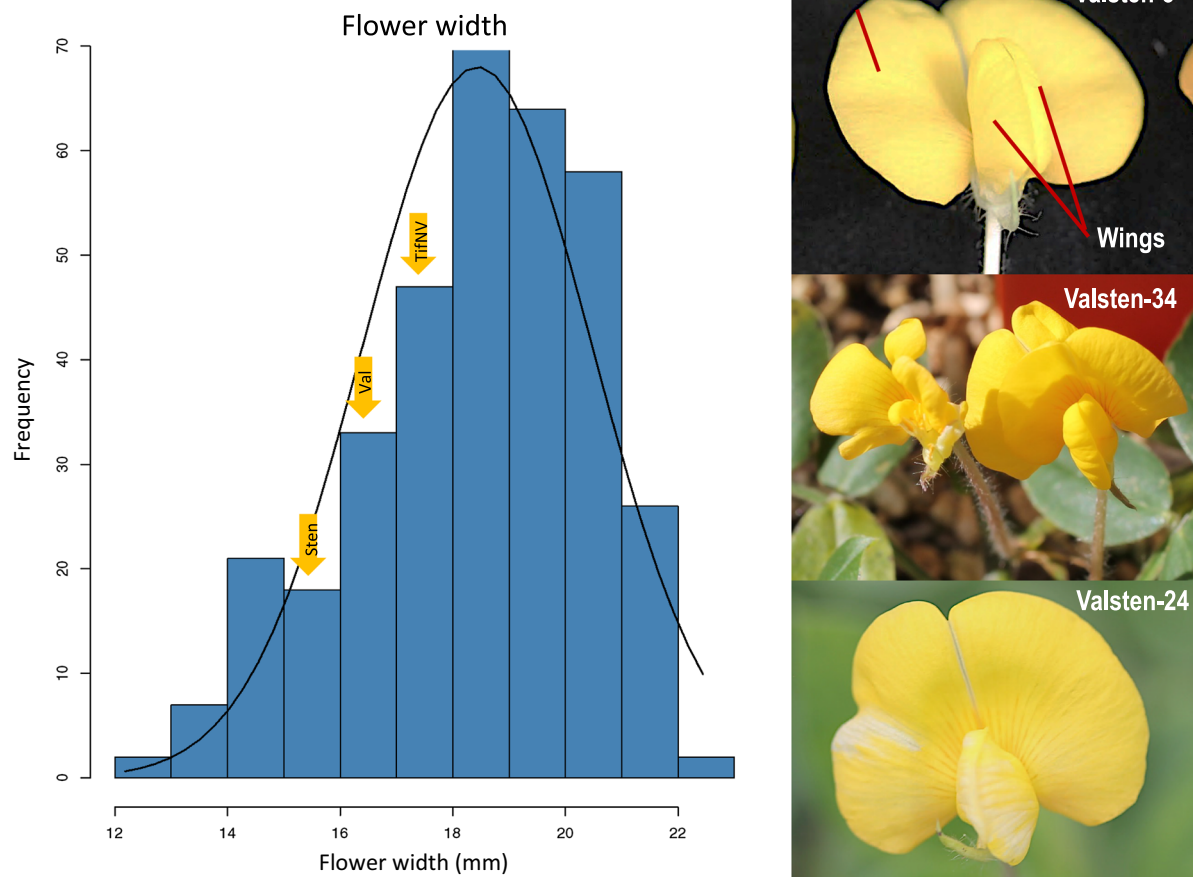 Flower width
70
60
50
40
30
20
10
0
Frequency
TifNV
Val
Sten
12 14 16 18 20 22
Flower width (mm)
Wings
Valsten-34
Valsten-24